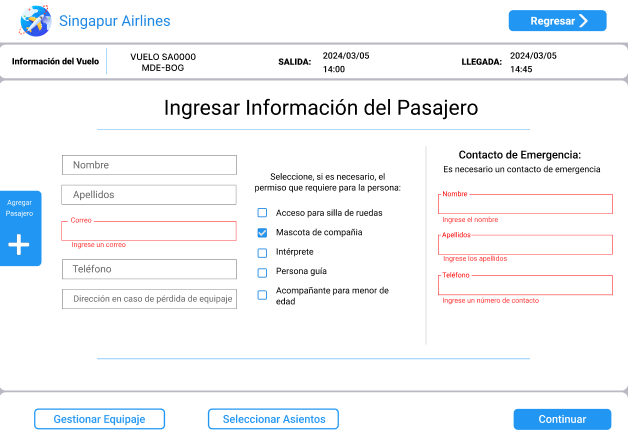 Singapur Airlines
Regresar
Información del Vuelo
VUELO SA0000
MDE-BOG
SALIDA:
2024/03/05
14:00
LLEGADA:
2024/03/05
14:45
Ingresar Información del Pasajero
Agregar
Pasajero
Nombre
Apellidos
Correo
Ingrese un correo
Teléfono
Dirección en caso de pérdida de equipaje
Seleccione, si es necesario, el
permiso que requiere para la persona:
Acceso para silla de ruedas
Mascota de compañia
Intérprete
Persona guía
Acompañante para menor de
edad
Contacto de Emergencia:
Es necesario un contacto de emergencia
Nombre
Ingrese el nombre
Apellidos
Ingrese los apellidos
Teléfono
Ingrese un número de contacto
Gestionar Equipaje
Seleccionar Asientos
Continuar